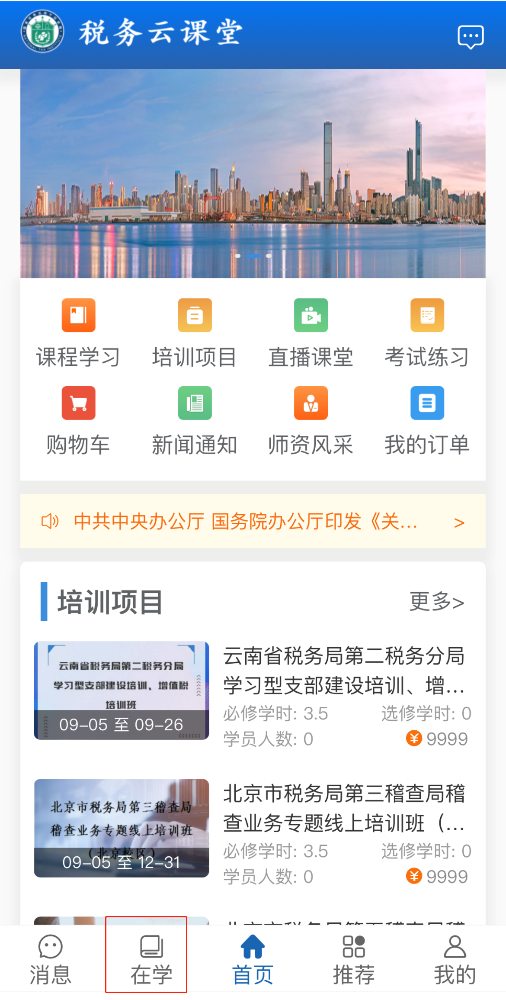 税务云课堂
NATIONAL TAX INSTITUTE
课程学习 培训项目 直播课堂 考试练习
购物车 新闻通知 师资风采 我的订单
中共中央办公厅 国务院办公厅印发《关... >
培训项目 更多>
云南省税务局第二税务分局
学习型支部建设培训、增值税
培训班
09-05 至 09-26
云南省税务局第二税务分局
学习型支部建设培训、增...
必修学时: 3.5 选修学时: 0
学员人数: 0 ¥ 9999
北京市税务局第三稽查局
稽查业务专题线上培训班
(北京校区)
09-05 至 12-31
北京市税务局第三稽查局稽
查业务专题线上培训班（...
必修学时: 3.5 选修学时: 0
学员人数: 0 ¥ 9999
消息 在学 首页 推荐 我的